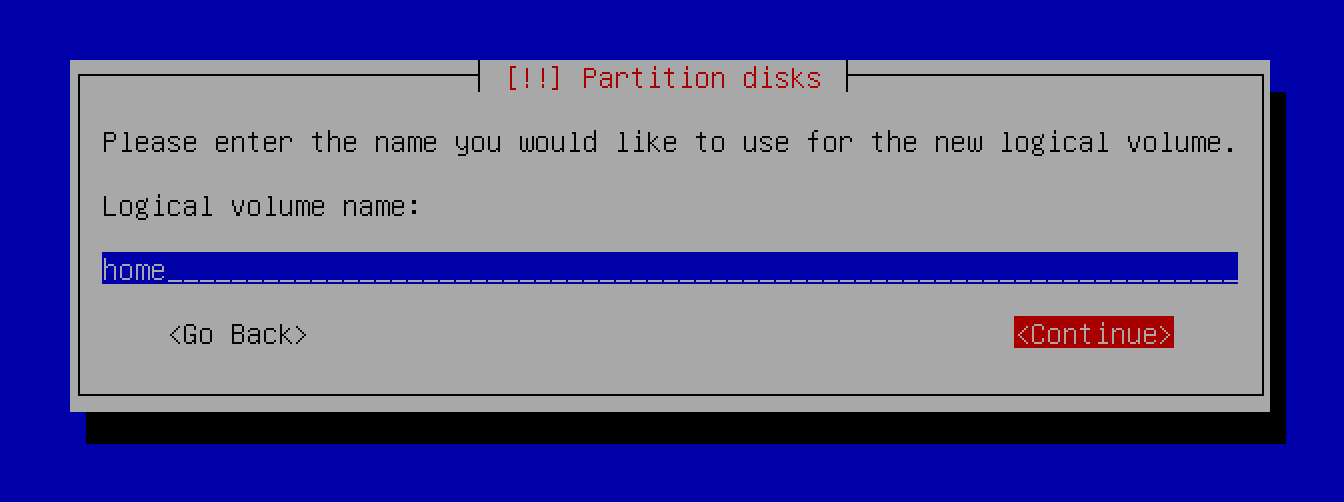 [!!] Partition disks
Please enter the name you would like to use for the new logical volume.
Logical volume name:
home
<Go Back> <Continue>